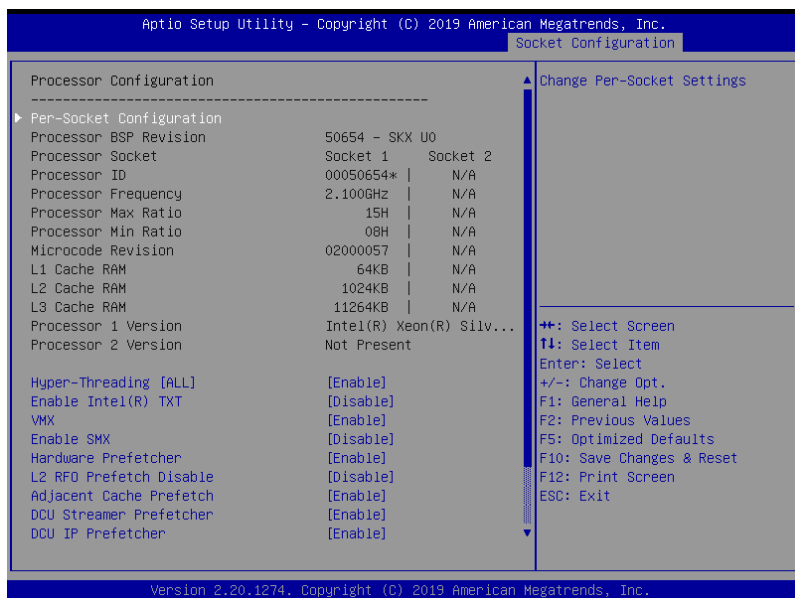 Aptio Setup Utility – Copyright (C) 2019 American Megatrends, Inc.
Socket Configuration
Processor Configuration
--------------------------------------------------
Per-Socket Configuration
Processor BSP Revision 50654 - SKX U0
Processor Socket Socket 1 Socket 2
Processor ID 00050654* | N/A
Processor Frequency 2.100GHz | N/A
Processor Max Ratio 15H | N/A
Processor Min Ratio 08H | N/A
Microcode Revision 02000057 | N/A
L1 Cache RAM 64KB | N/A
L2 Cache RAM 1024KB | N/A
L3 Cache RAM 11264KB | N/A
Processor 1 Version Intel(R) Xeon(R) Silv...
Processor 2 Version Not Present
Hyper-Threading [ALL] [Enable]
Enable Intel(R) TXT [Disable]
VMX [Enable]
Enable SMX [Disable]
Hardware Prefetcher [Enable]
L2 RFO Prefetch Disable [Disable]
Adjacent Cache Prefetch [Enable]
DCU Streamer Prefetcher [Enable]
DCU IP Prefetcher [Enable]
Change Per-Socket Settings
→←: Select Screen
↑↓: Select Item
Enter: Select
+/-: Change Opt.
F1: General Help
F2: Previous Values
F5: Optimized Defaults
F10: Save Changes & Reset
F12: Print Screen
ESC: Exit
Version 2.20.1274. Copyright (C) 2019 American Megatrends, Inc.